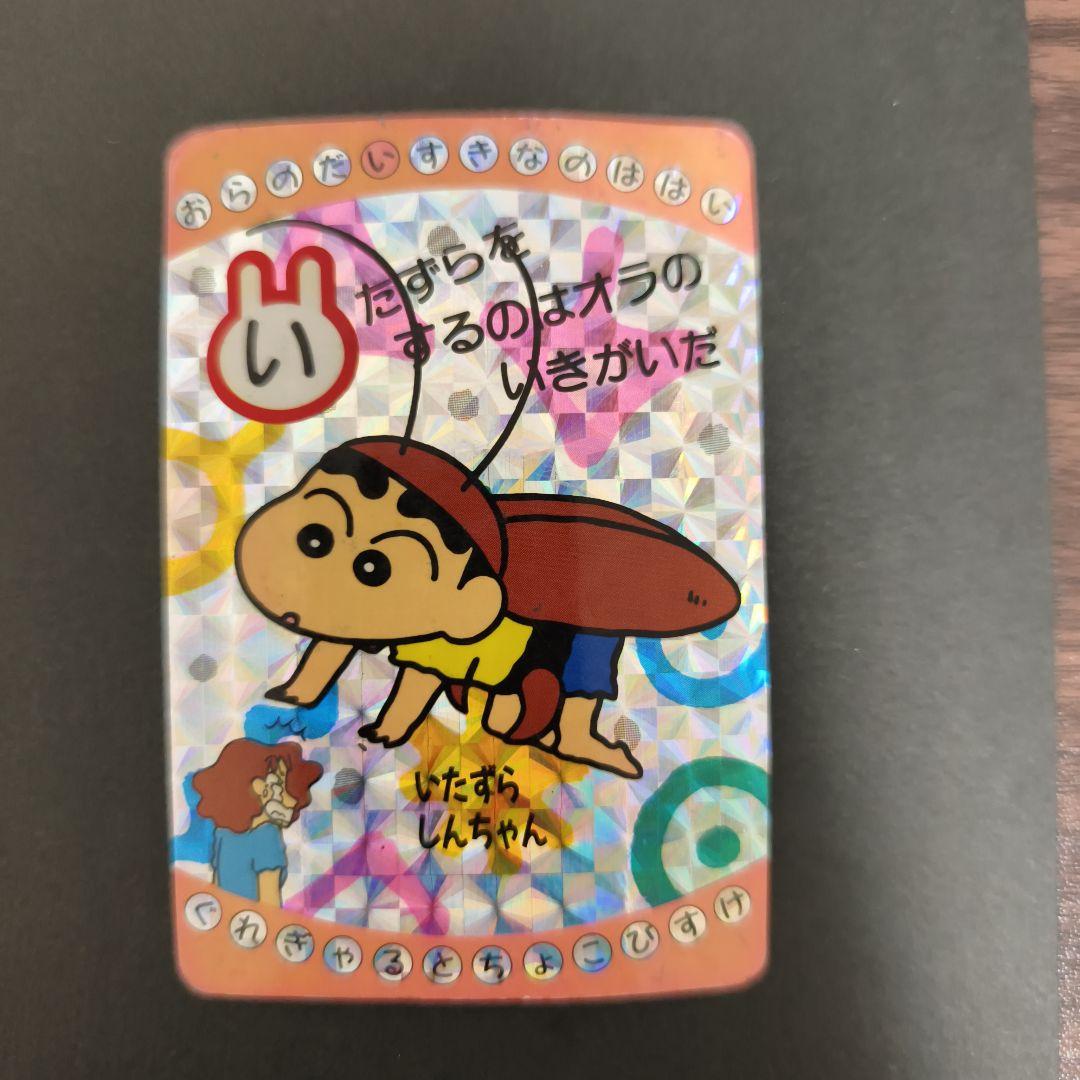 おらのめだいすきなのははい
い
たずらを
するのはオラの
いきがいだ
いたずら
しんちゃん
ぐれぎゃるとちょこびすけ